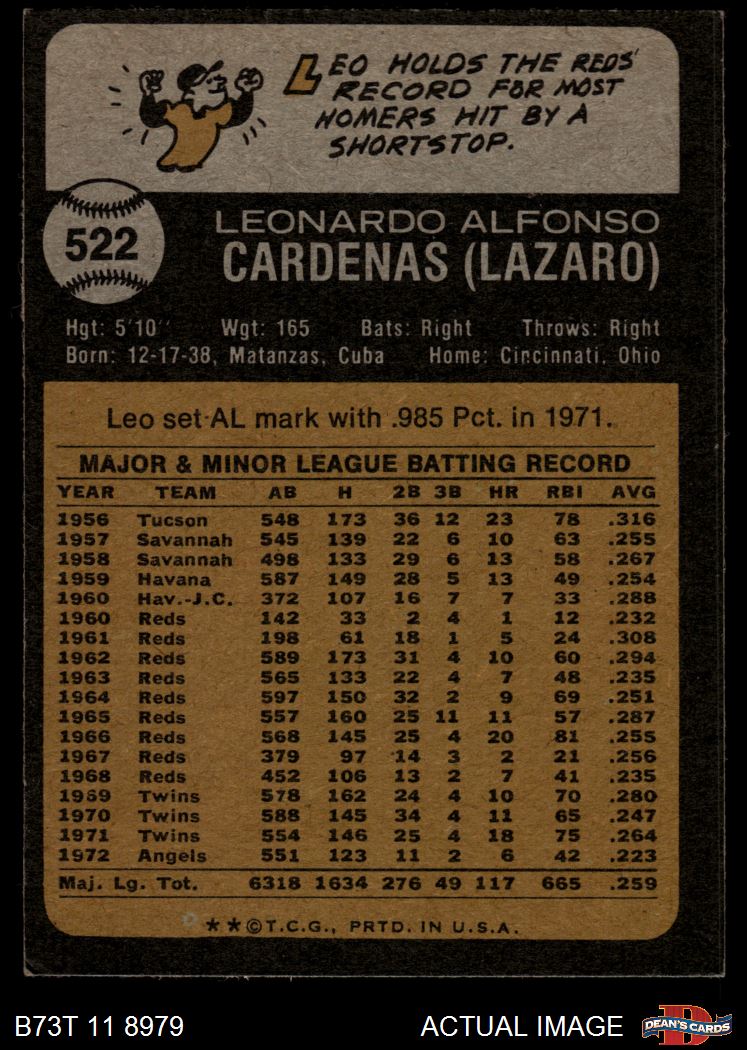 LEO HOLDS THE REDS'
RECORD FOR MOST
HOMERS HIT BY A
SHORTSTOP.
522
LEONARDO ALFONSO
CARDENAS (LAZARO)
Hgt: 5'10" Wgt: 165 Bats: Right Throws: Right
Born: 12-17-38, Matanzas, Cuba Home: Cincinnati, Ohio
Leo set AL mark with .985 Pct. in 1971.
MAJOR & MINOR LEAGUE BATTING RECORD
YEAR TEAM AB H 2B 3B HR RBI AVG
1956 Tucson 548 173 36 12 23 78 .316
1957 Savannah 545 139 22 6 10 63 .255
1958 Savannah 498 133 29 6 13 58 .267
1959 Havana 587 149 28 5 13 49 .254
1960 Hav.-J.C. 372 107 16 7 7 33 .288
1960 Reds 142 33 2 4 1 12 .232
1961 Reds 198 61 18 1 5 24 .308
1962 Reds 589 173 31 4 10 60 .294
1963 Reds 565 133 22 4 7 48 .235
1964 Reds 597 150 32 2 9 69 .251
1965 Reds 557 160 25 11 11 57 .287
1966 Reds 568 145 25 4 20 81 .255
1967 Reds 379 97 14 3 2 21 .256
1968 Reds 452 106 13 2 7 41 .235
1969 Twins 578 162 24 4 10 70 .280
1970 Twins 588 145 34 4 11 65 .247
1971 Twins 554 146 25 4 18 75 .264
1972 Angels 551 123 11 2 6 42 .223
Maj. Lg. Tot. 6318 1634 276 49 117 665 .259
**©T.C.G., PRTD. IN U.S.A.
B73T 11 8979 ACTUAL IMAGE D DEAN'S CARDS